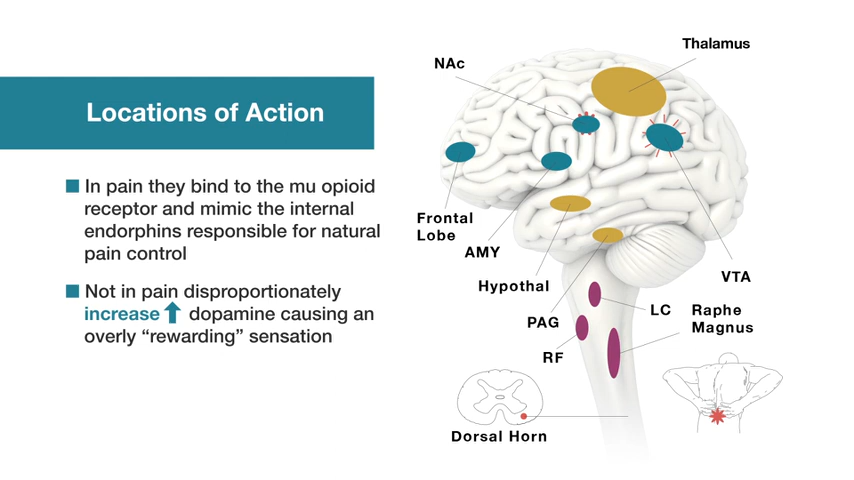 Locations of Action
In pain they bind to the mu opioid
receptor and mimic the internal
endorphins responsible for natural
pain control
Not in pain disproportionately
increase dopamine causing an
overly “rewarding” sensation
Thalamus
NAc
Frontal
Lobe
AMY
Hypothal
VTA
PAG
LC
Raphe
Magnus
RF
Dorsal Horn